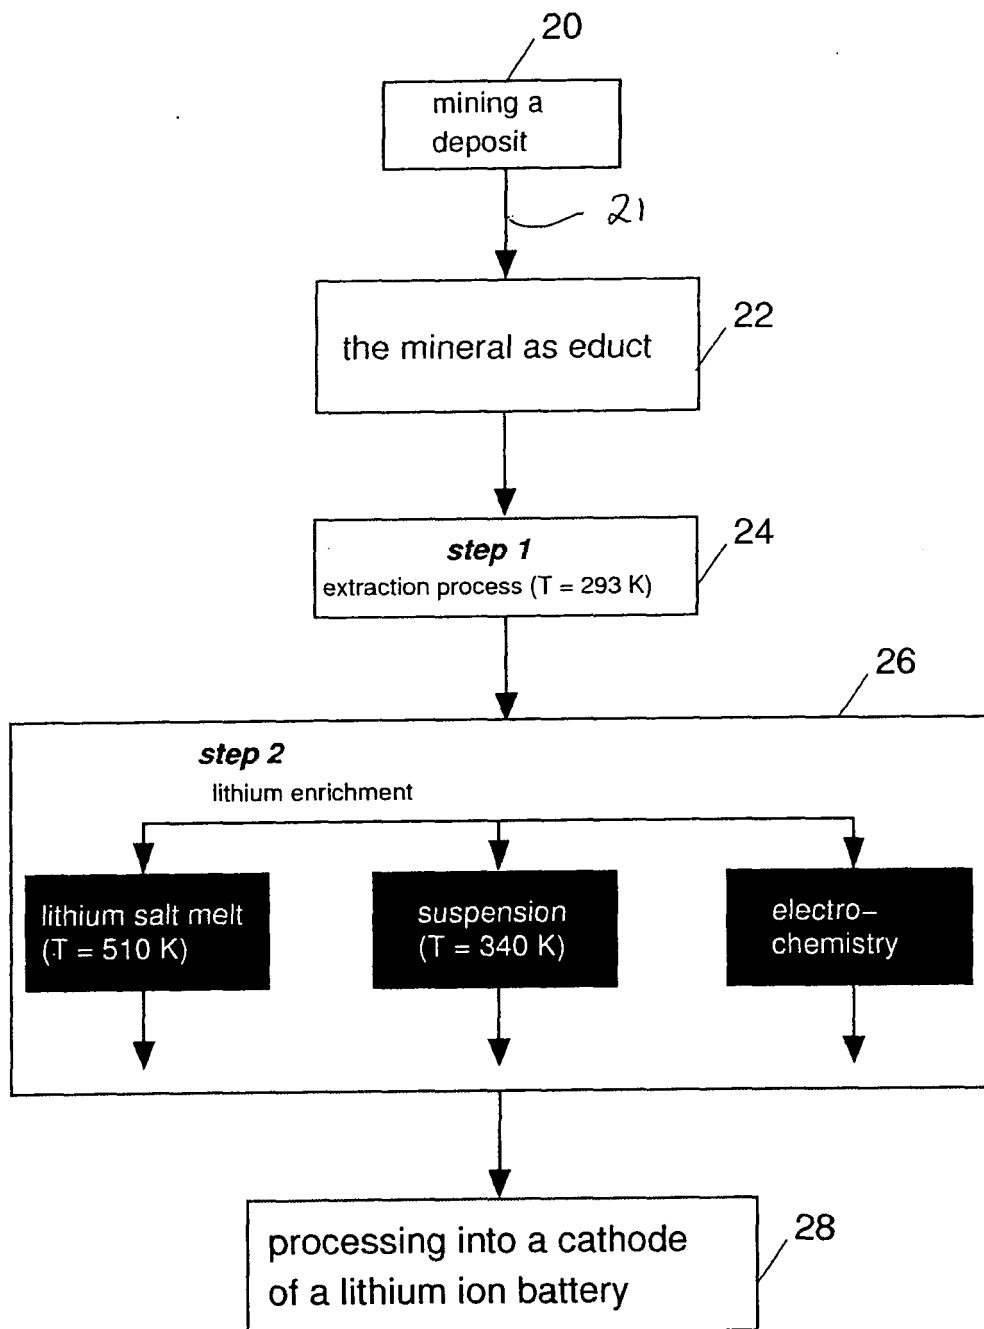 20
mining a
deposit
21
the mineral as educt
22
step 1
extraction process (T = 293 K)
24
26
step 2
lithium enrichment
lithium salt melt
(T = 510 K)
suspension
(T = 340 K)
electro–
chemistry
processing into a cathode
of a lithium ion battery
28